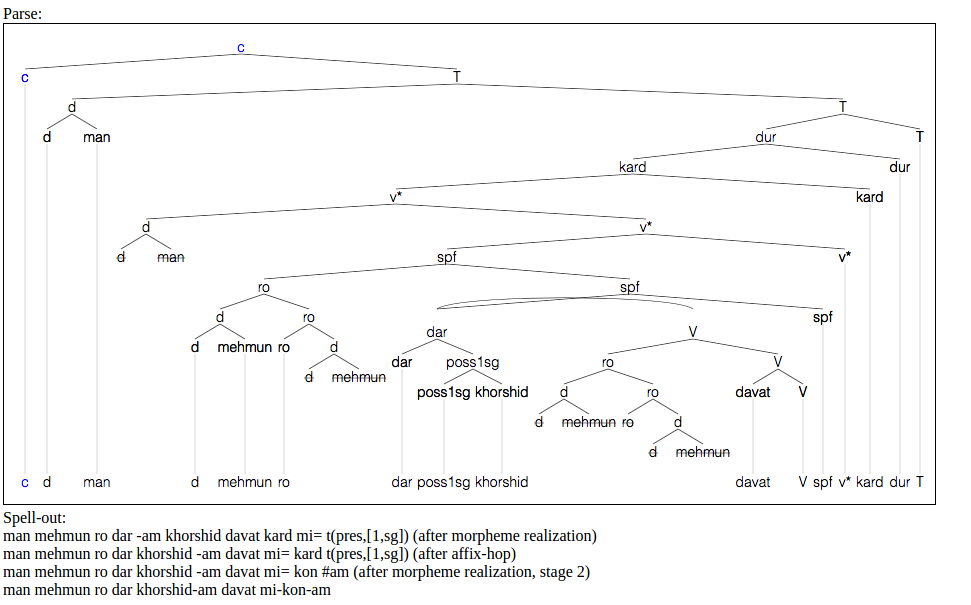 Parse:
c
c T
d T
d man dur T
kard dur
v* kard
d v*
d man spf v*
ro spf
d ro spf
d mehmun ro d dar V
d mehmun dar poss1sg ro V
poss1sg khorshid d ro davat V
d mehmun ro d
d mehmun
c d man d mehmun ro dar poss1sg khorshid davat V spf v* kard dur T
Spell-out:
man mehmun ro dar -am khorshid davat kard mi= t(pres,[1,sg]) (after morpheme realization)
man mehmun ro dar khorshid -am davat mi= kard t(pres,[1,sg]) (after affix-hop)
man mehmun ro dar khorshid -am davat mi= kon #am (after morpheme realization, stage 2)
man mehmun ro dar khorshid-am davat mi-kon-am